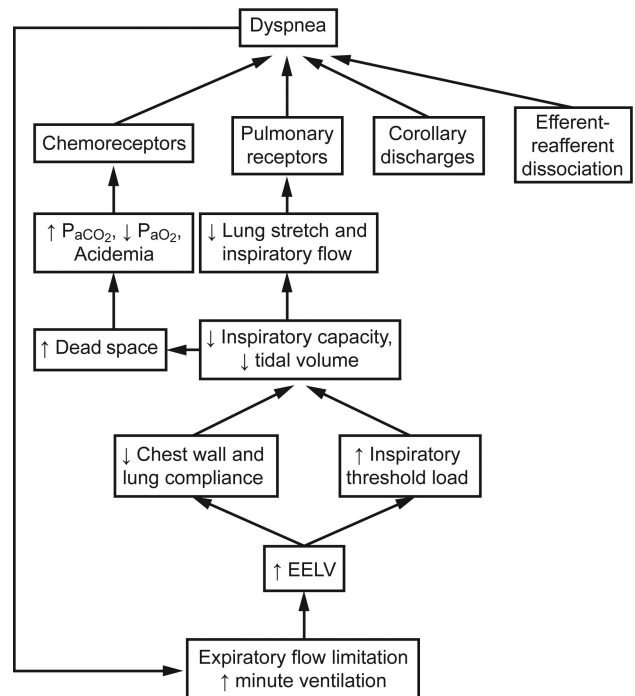 Dyspnea
Chemoreceptors
Pulmonary
receptors
Corollary
discharges
Efferent-
reafferent
dissociation
↑ PaCO2, ↓ PaO2,
Acidemia
↓ Lung stretch and
inspiratory flow
↑ Dead space
↓ Inspiratory capacity,
↓ tidal volume
↓ Chest wall and
lung compliance
↑ Inspiratory
threshold load
↑ EELV
Expiratory flow limitation
↑ minute ventilation